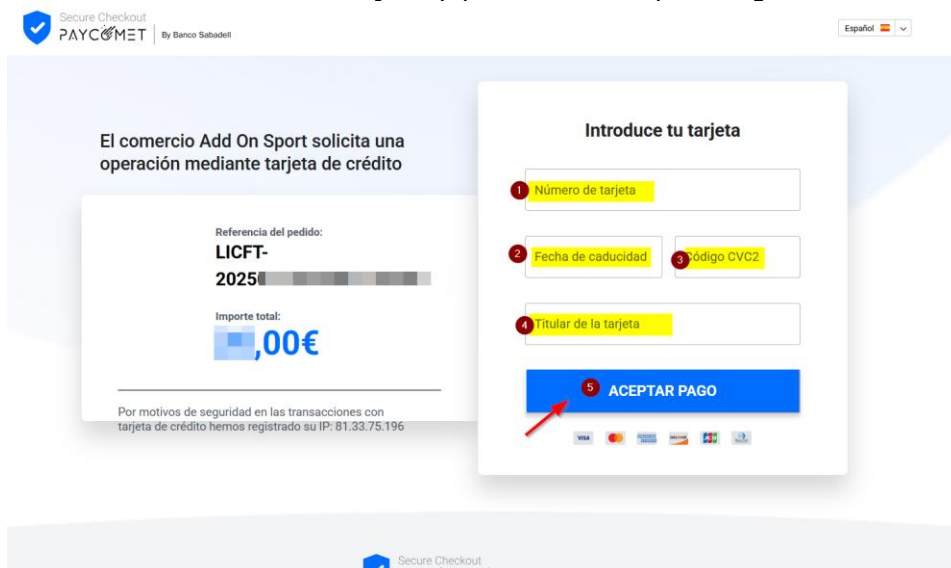 Secure Checkout
PAYCOMET By Banco Sabadell
Español
El comercio Add On Sport solicita una
operación mediante tarjeta de crédito
Referencia del pedido:
LICFT-
2025
Importe total:
,00€
Por motivos de seguridad en las transacciones con
tarjeta de crédito hemos registrado su IP: 81.33.75.196
Introduce tu tarjeta
1 Número de tarjeta
2 Fecha de caducidad 3 Código CVC2
4 Titular de la tarjeta
5 ACEPTAR PAGO
VISA
Secure Checkout